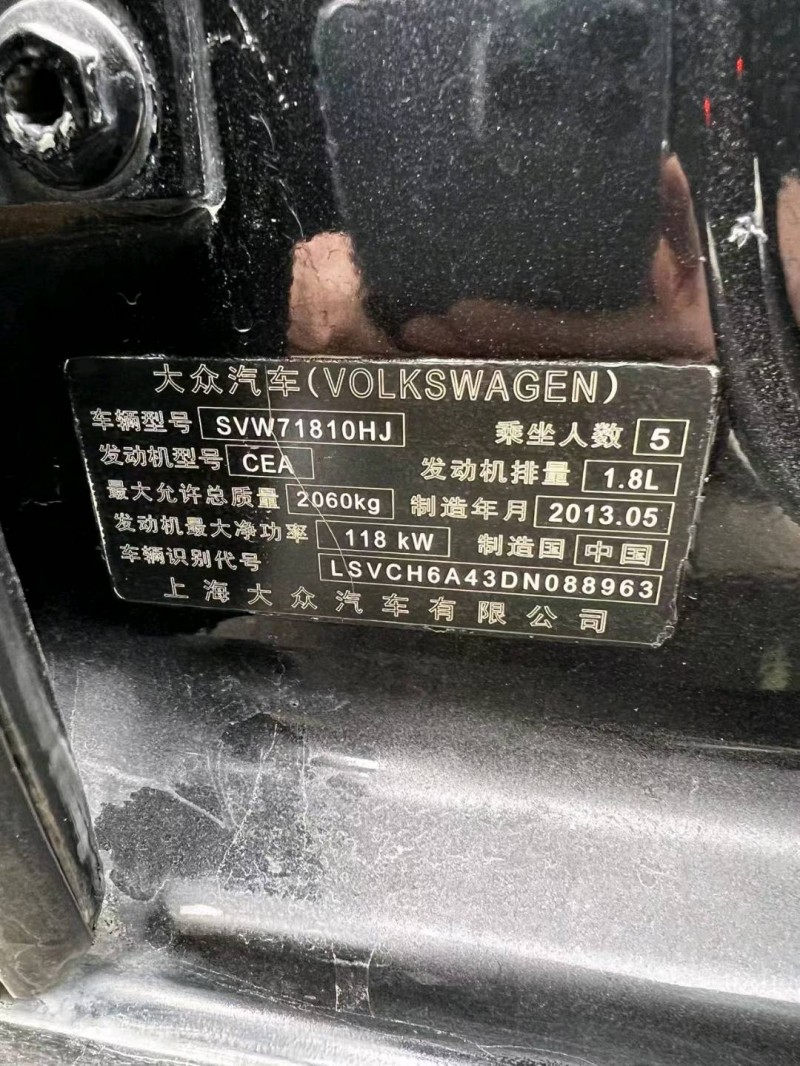 大众汽车(VOLKSWAGEN)
车辆型号 SVW71810HJ 乘坐人数 5
发动机型号 CEA 发动机排量 1.8L
最大允许总质量 2060kg 制造年月 2013.05
发动机最大净功率 118 kW 制造国 中国
车辆识别代号 LSVCH6A43DN088963
上海大众汽车有限公司